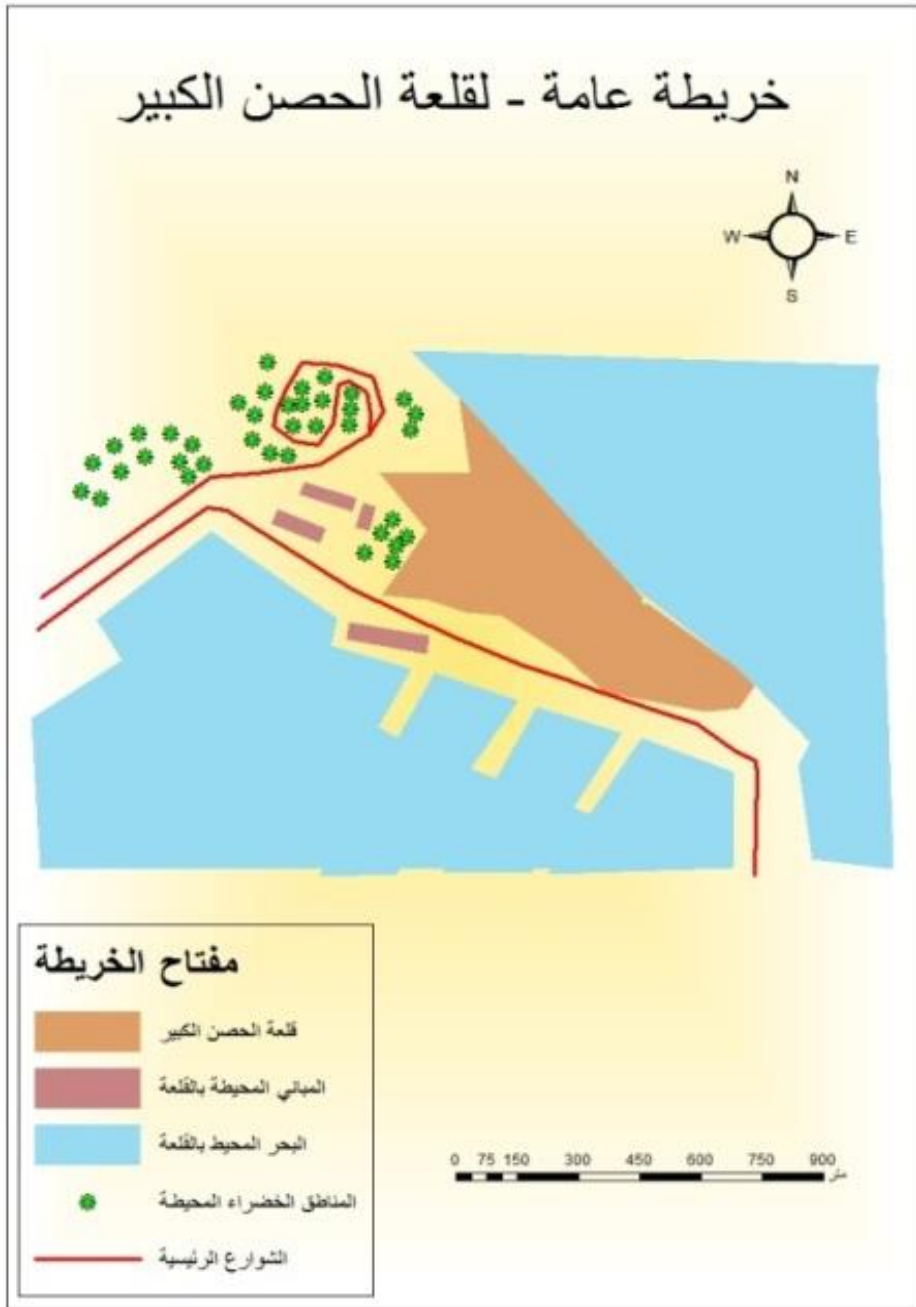 خريطة عامة - لقلعة الحصن الكبير
N
W E
S
مفتاح الخريطة
قلعة الحصن الكبير
المباني المحيطة بالقلعة
البحر المحيط بالقلعة
المناطق الخضراء المحيطة
الشوارع الرئيسية
0 75 150 300 450 600 750 900
متر